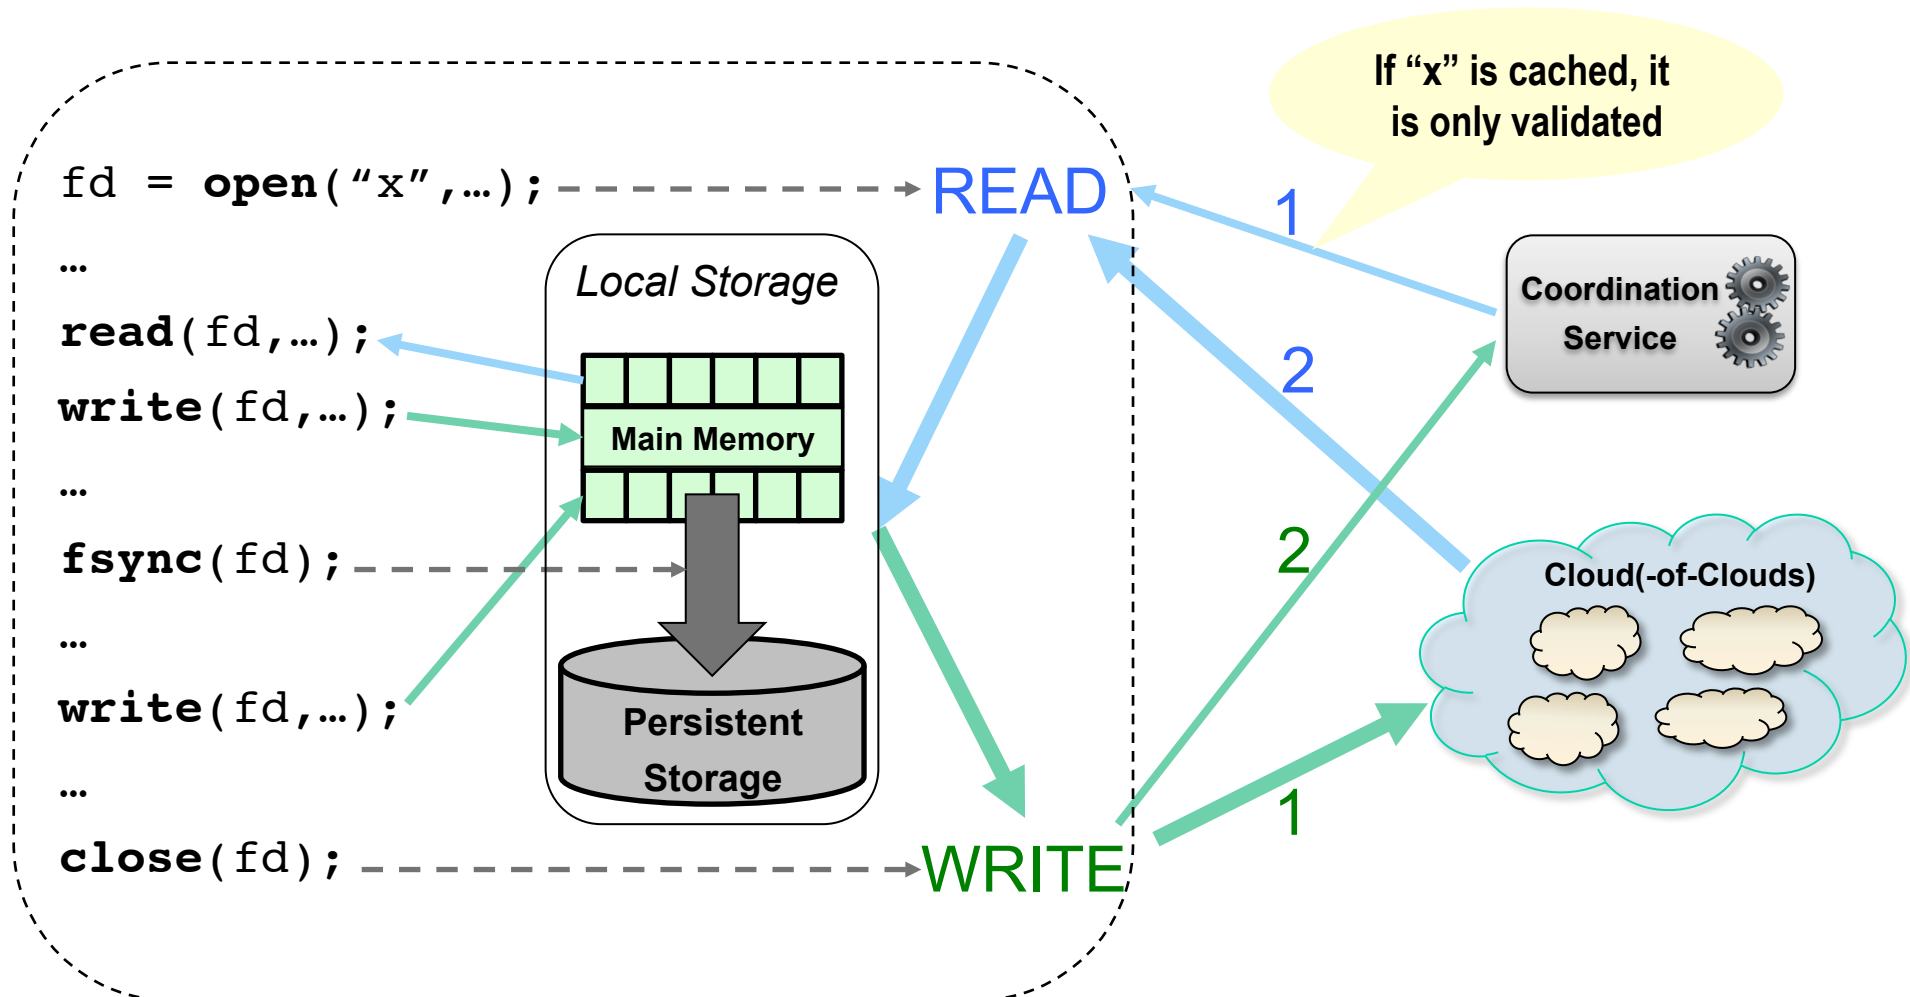 If “x” is cached, it
is only validated
fd = open(“x”,…);
READ
1
…
Local Storage
Coordination
Service
read(fd,…);
2
write(fd,…);
Main Memory
…
2
fsync(fd);
Cloud(-of-Clouds)
…
write(fd,…);
Persistent
Storage
…
1
close(fd);
WRITE